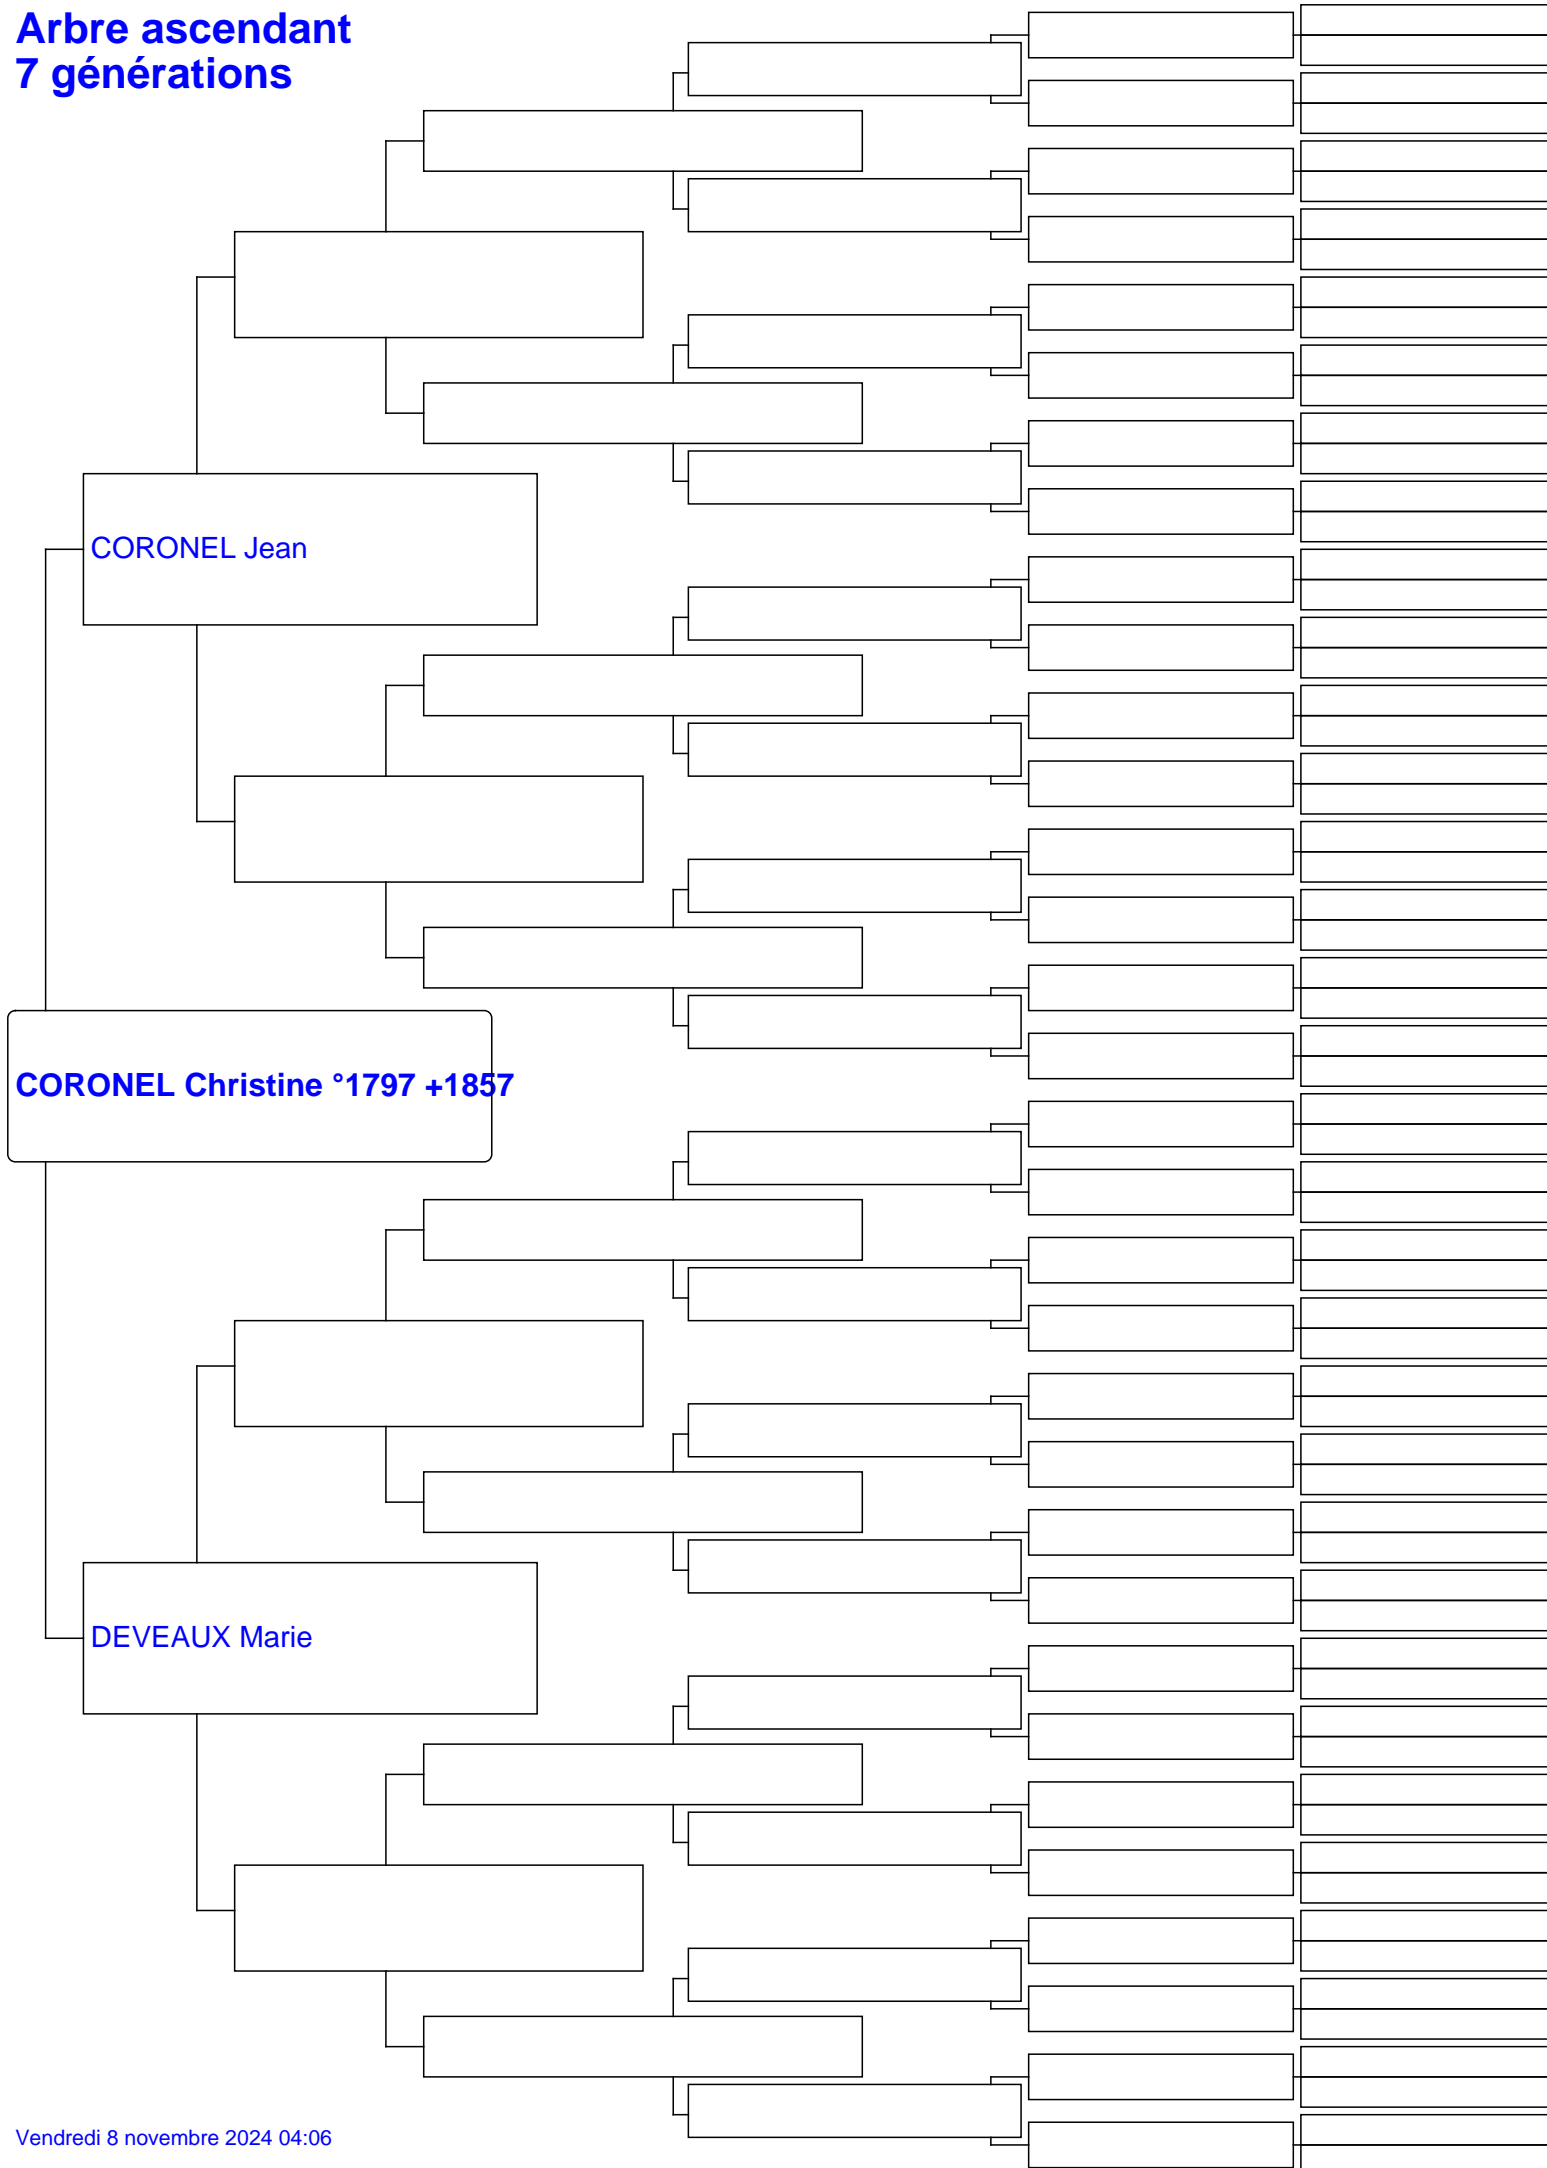 Arbre ascendant
7 générations
CORONEL Jean
CORONEL Christine °1797 +1857
DEVEAUX Marie
Vendredi 8 novembre 2024 04:06